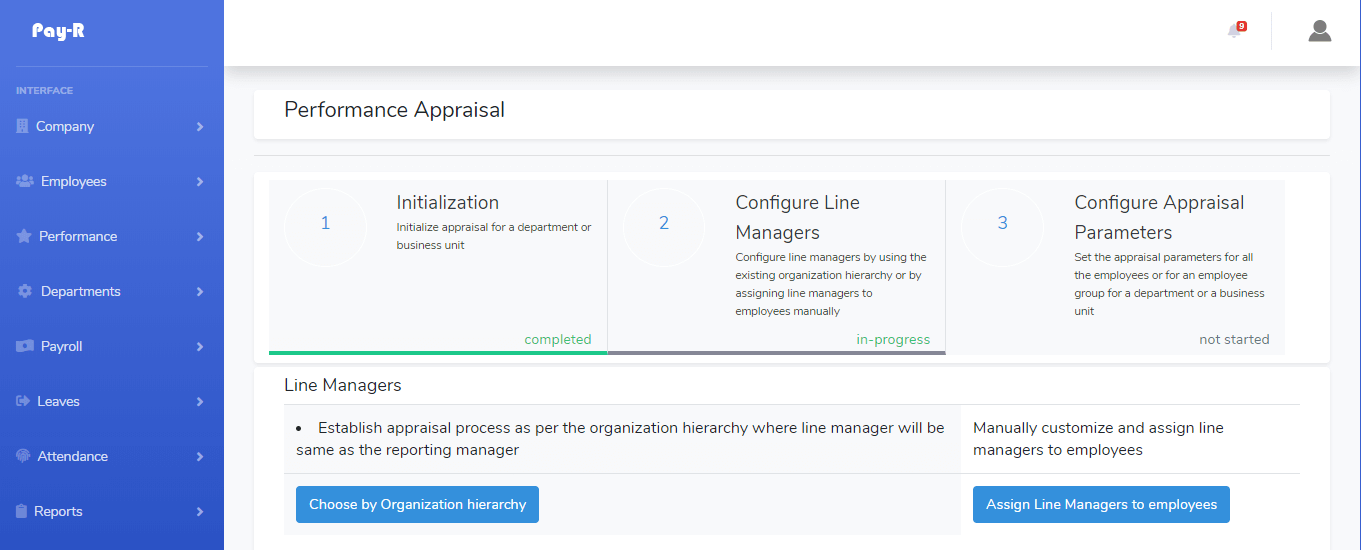 Pay-R
9
INTERFACE
Company
Employees
Performance
Departments
Payroll
Leaves
Attendance
Reports
Performance Appraisal
1
Initialization
Initialize appraisal for a department or
business unit
completed
2
Configure Line
Managers
Configure line managers by using the
existing organization hierarchy or by
assigning line managers to
employees manually
in-progress
3
Configure Appraisal
Parameters
Set the appraisal parameters for all
the employees or for an employee
group for a department or a business
unit
not started
Line Managers
• Establish appraisal process as per the organization hierarchy where line manager will be
same as the reporting manager
Manually customize and assign line
managers to employees
Choose by Organization hierarchy
Assign Line Managers to employees